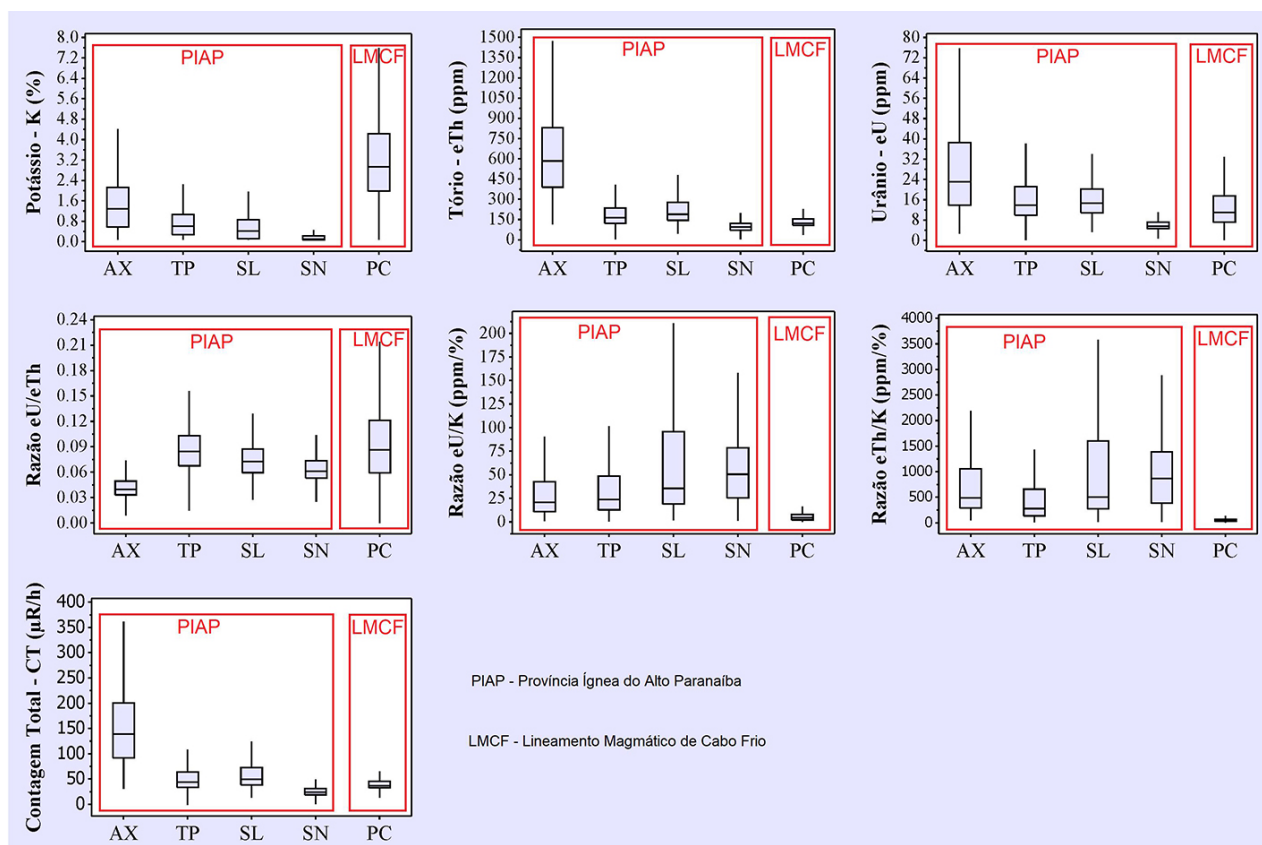 Potássio - K (%)
8.0
7.2
6.4
5.6
4.8
4.0
3.2
2.4
1.6
0.8
0.0
PIAP
LMCF
AX TP SL SN PC
Tório - eTh (ppm)
1500
1350
1200
1050
900
750
600
450
300
150
0
PIAP
LMCF
AX TP SL SN PC
Urânio - eU (ppm)
80
72
64
56
48
40
32
24
16
8
0
PIAP
LMCF
AX TP SL SN PC
Razão eU/eTh
0.24
0.21
0.18
0.15
0.12
0.09
0.06
0.03
0.00
PIAP
LMCF
AX TP SL SN PC
Razão eU/K (ppm/%)
200
175
150
125
100
75
50
25
0
PIAP
LMCF
AX TP SL SN PC
Razão eTh/K (ppm/%)
4000
3500
3000
2500
2000
1500
1000
500
0
PIAP
LMCF
AX TP SL SN PC
Contagem Total - CT (µR/h)
400
350
300
250
200
150
100
50
0
PIAP
LMCF
AX TP SL SN PC
PIAP - Província Ígnea do Alto Paranaíba
LMCF - Lineamento Magmático de Cabo Frio